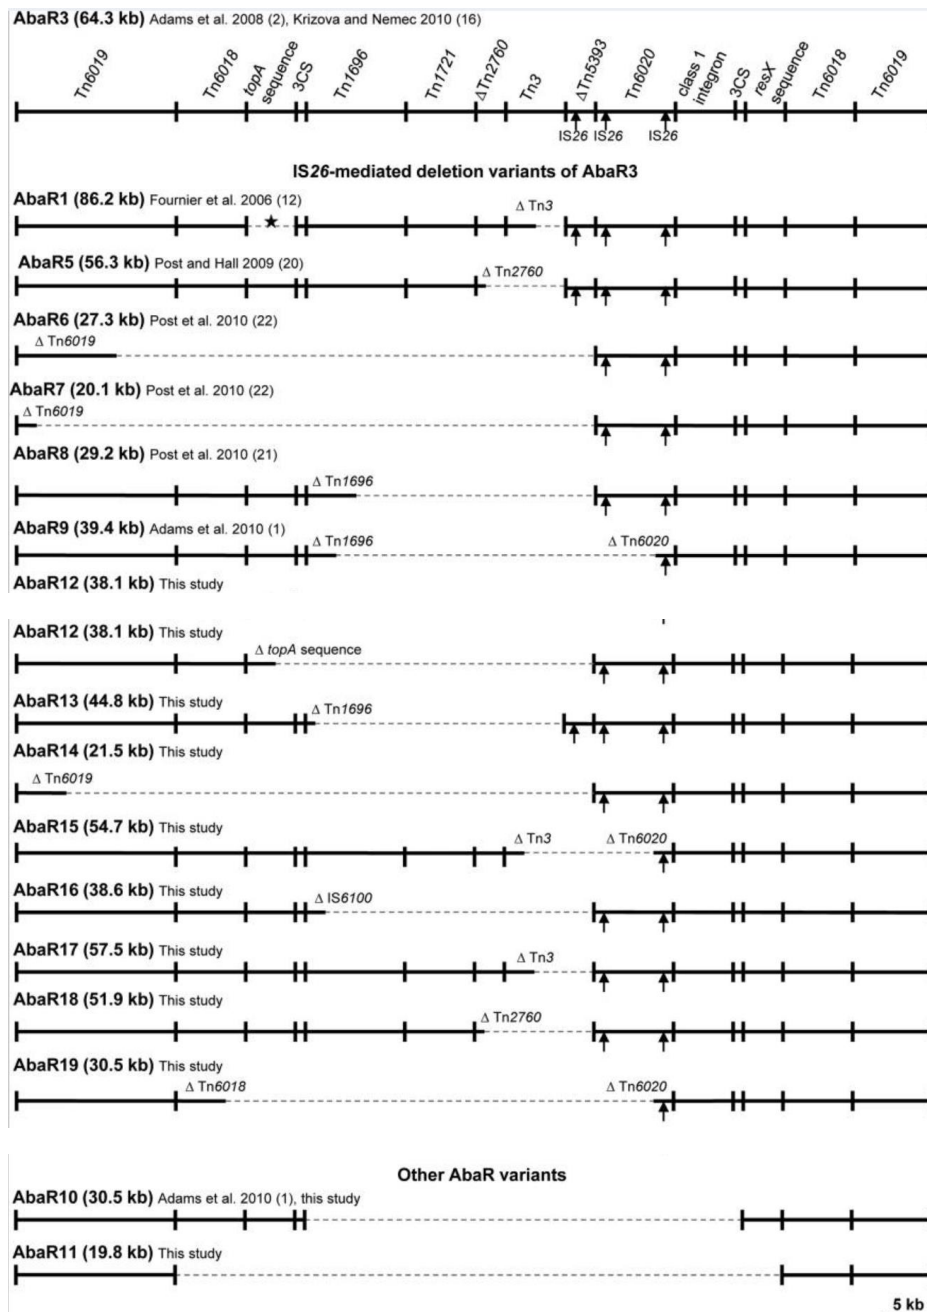 AbaR3 (64.3 kb) Adams et al. 2008 (2), Krizova and Nemec 2010 (16)
Tn6019 Tn6018 topA sequence 3CS Tn1696 Tn1721 ΔTn2760 Tn3 ΔTn5393 Tn6020 class 1 integron 3CS resX sequence Tn6018 Tn6019
IS26 IS26 IS26
IS26-mediated deletion variants of AbaR3
AbaR1 (86.2 kb) Fournier et al. 2006 (12)
Δ Tn3
AbaR5 (56.3 kb) Post and Hall 2009 (20)
Δ Tn2760
AbaR6 (27.3 kb) Post et al. 2010 (22)
Δ Tn6019
AbaR7 (20.1 kb) Post et al. 2010 (22)
Δ Tn6019
AbaR8 (29.2 kb) Post et al. 2010 (21)
Δ Tn1696
AbaR9 (39.4 kb) Adams et al. 2010 (1)
Δ Tn1696 Δ Tn6020
AbaR12 (38.1 kb) This study
AbaR12 (38.1 kb) This study
Δ topA sequence
AbaR13 (44.8 kb) This study
Δ Tn1696
AbaR14 (21.5 kb) This study
Δ Tn6019
AbaR15 (54.7 kb) This study
Δ Tn3 Δ Tn6020
AbaR16 (38.6 kb) This study
Δ IS6100
AbaR17 (57.5 kb) This study
Δ Tn3
AbaR18 (51.9 kb) This study
Δ Tn2760
AbaR19 (30.5 kb) This study
Δ Tn6018 Δ Tn6020
Other AbaR variants
AbaR10 (30.5 kb) Adams et al. 2010 (1), this study
AbaR11 (19.8 kb) This study
5 kb